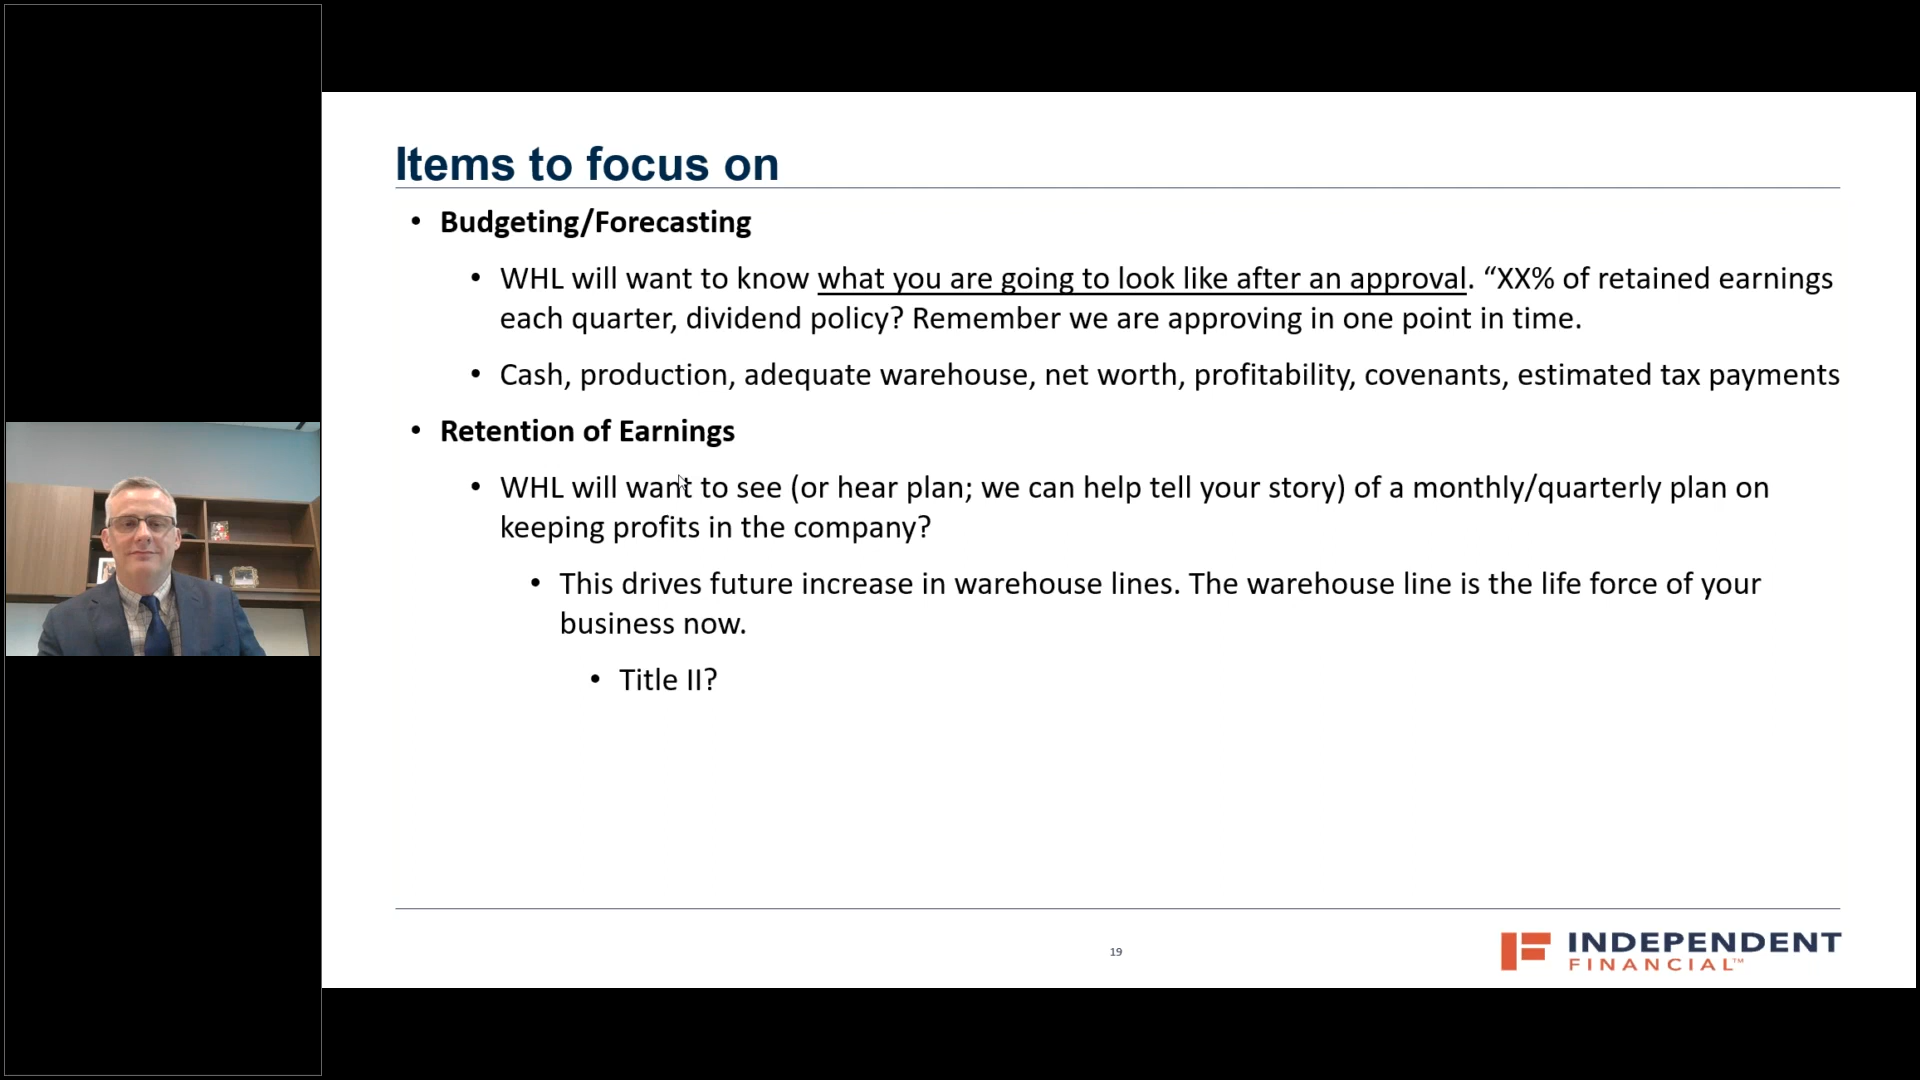 Items to focus on
• Budgeting/Forecasting
• WHL will want to know what you are going to look like after an approval. “XX% of retained earnings
each quarter, dividend policy? Remember we are approving in one point in time.
• Cash, production, adequate warehouse, net worth, profitability, covenants, estimated tax payments
• Retention of Earnings
• WHL will want to see (or hear plan; we can help tell your story) of a monthly/quarterly plan on
keeping profits in the company?
• This drives future increase in warehouse lines. The warehouse line is the life force of your
business now.
• Title II?
19
INDEPENDENT
FINANCIAL™